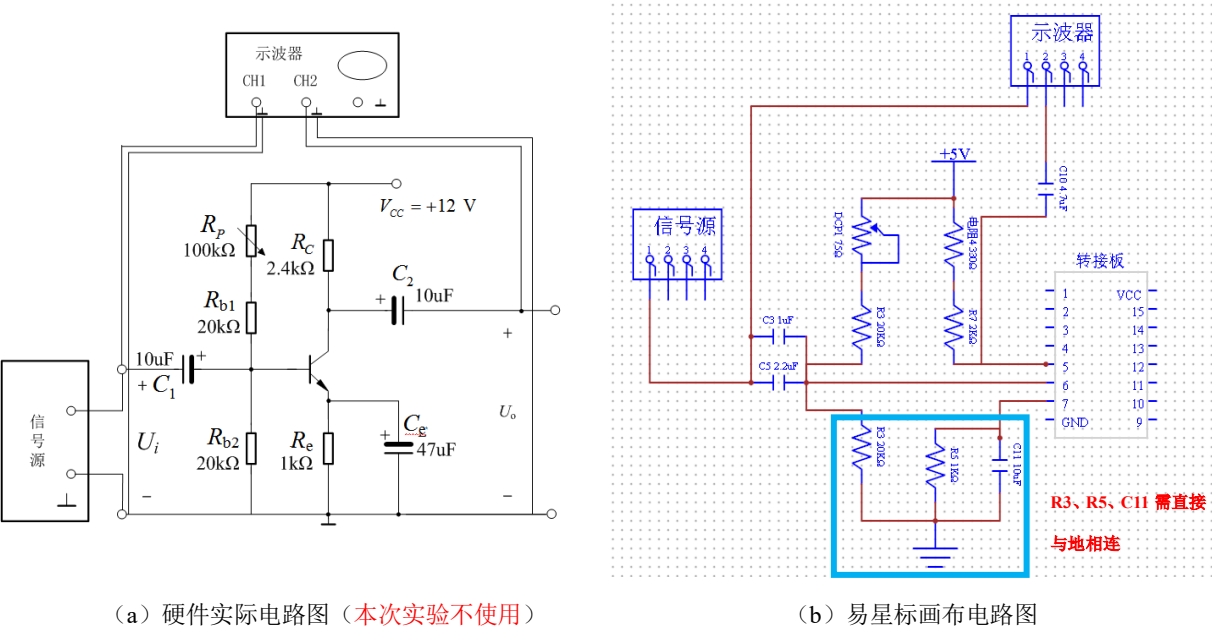 示波器
CH1 CH2
V_CC = +12 V
R_P
100kΩ
R_C
2.4kΩ
C_2
10uF
+
R_b1
20kΩ
10uF
+
+ C_1
信号源
U_i
R_b2
20kΩ
R_e
1kΩ
C_e
+
47uF
+
U_o
−
−
(a)硬件实际电路图(本次实验不使用)
示波器
1 2 3 4
+5V
C10 4.7uF
信号源
1 2 3 4
DCP1 75Ω
电阻4 330Ω
转接板
R3 20KΩ
R7 2KΩ
C3 1uF
C5 2.2uF
1 VCC
2 15
3 14
4 13
5 12
6 11
7 10
GND 9
R3 20KΩ
R5 1KΩ
C11 10uF
R3、R5、C11 需直接
与地相连
(b)易星标画布电路图